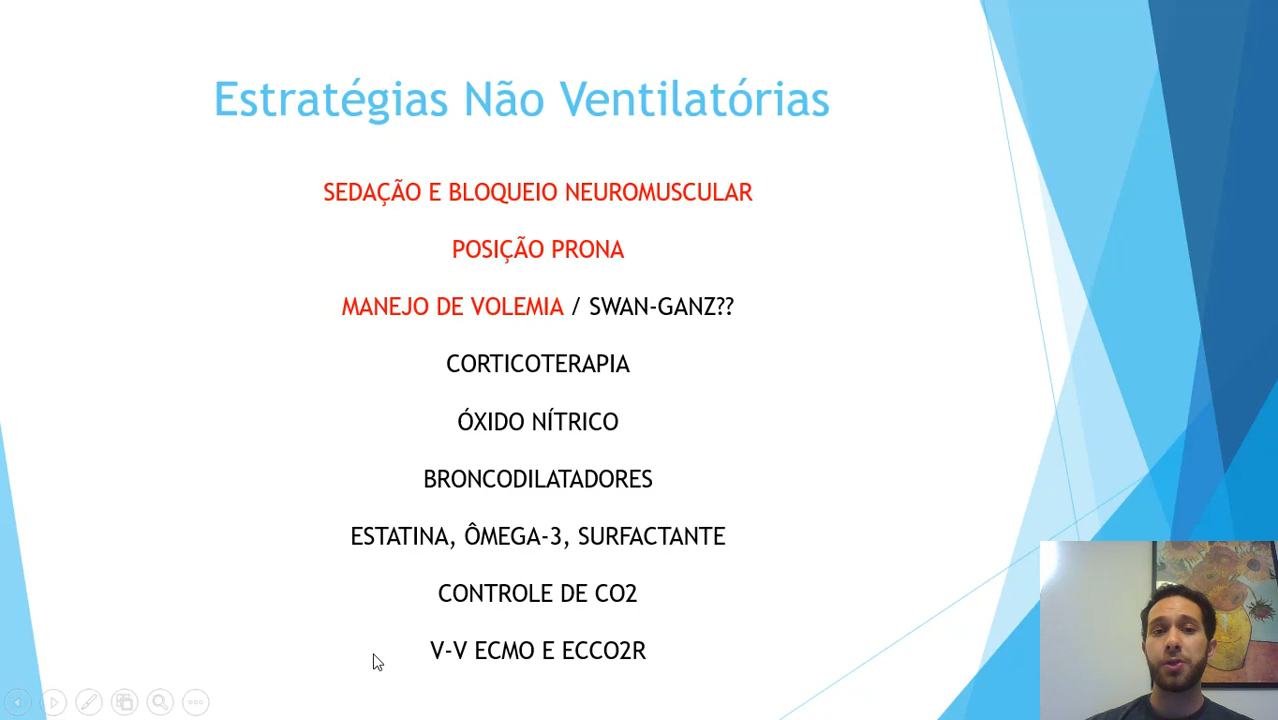 Estratégias Não Ventilatórias
SEDAÇÃO E BLOQUEIO NEUROMUSCULAR
POSIÇÃO PRONA
MANEJO DE VOLEMIA / SWAN-GANZ??
CORTICOTERAPIA
ÓXIDO NÍTRICO
BRONCODILATADORES
ESTATINA, ÔMEGA-3, SURFACTANTE
CONTROLE DE CO2
V-V ECMO E ECCO2R